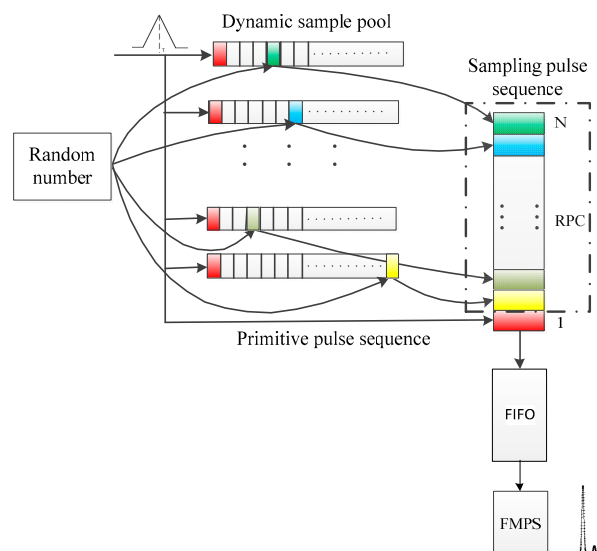 Dynamic sample pool
Sampling pulse
sequence
N
Random
number
RPC
Primitive pulse sequence
1
FIFO
FMPS